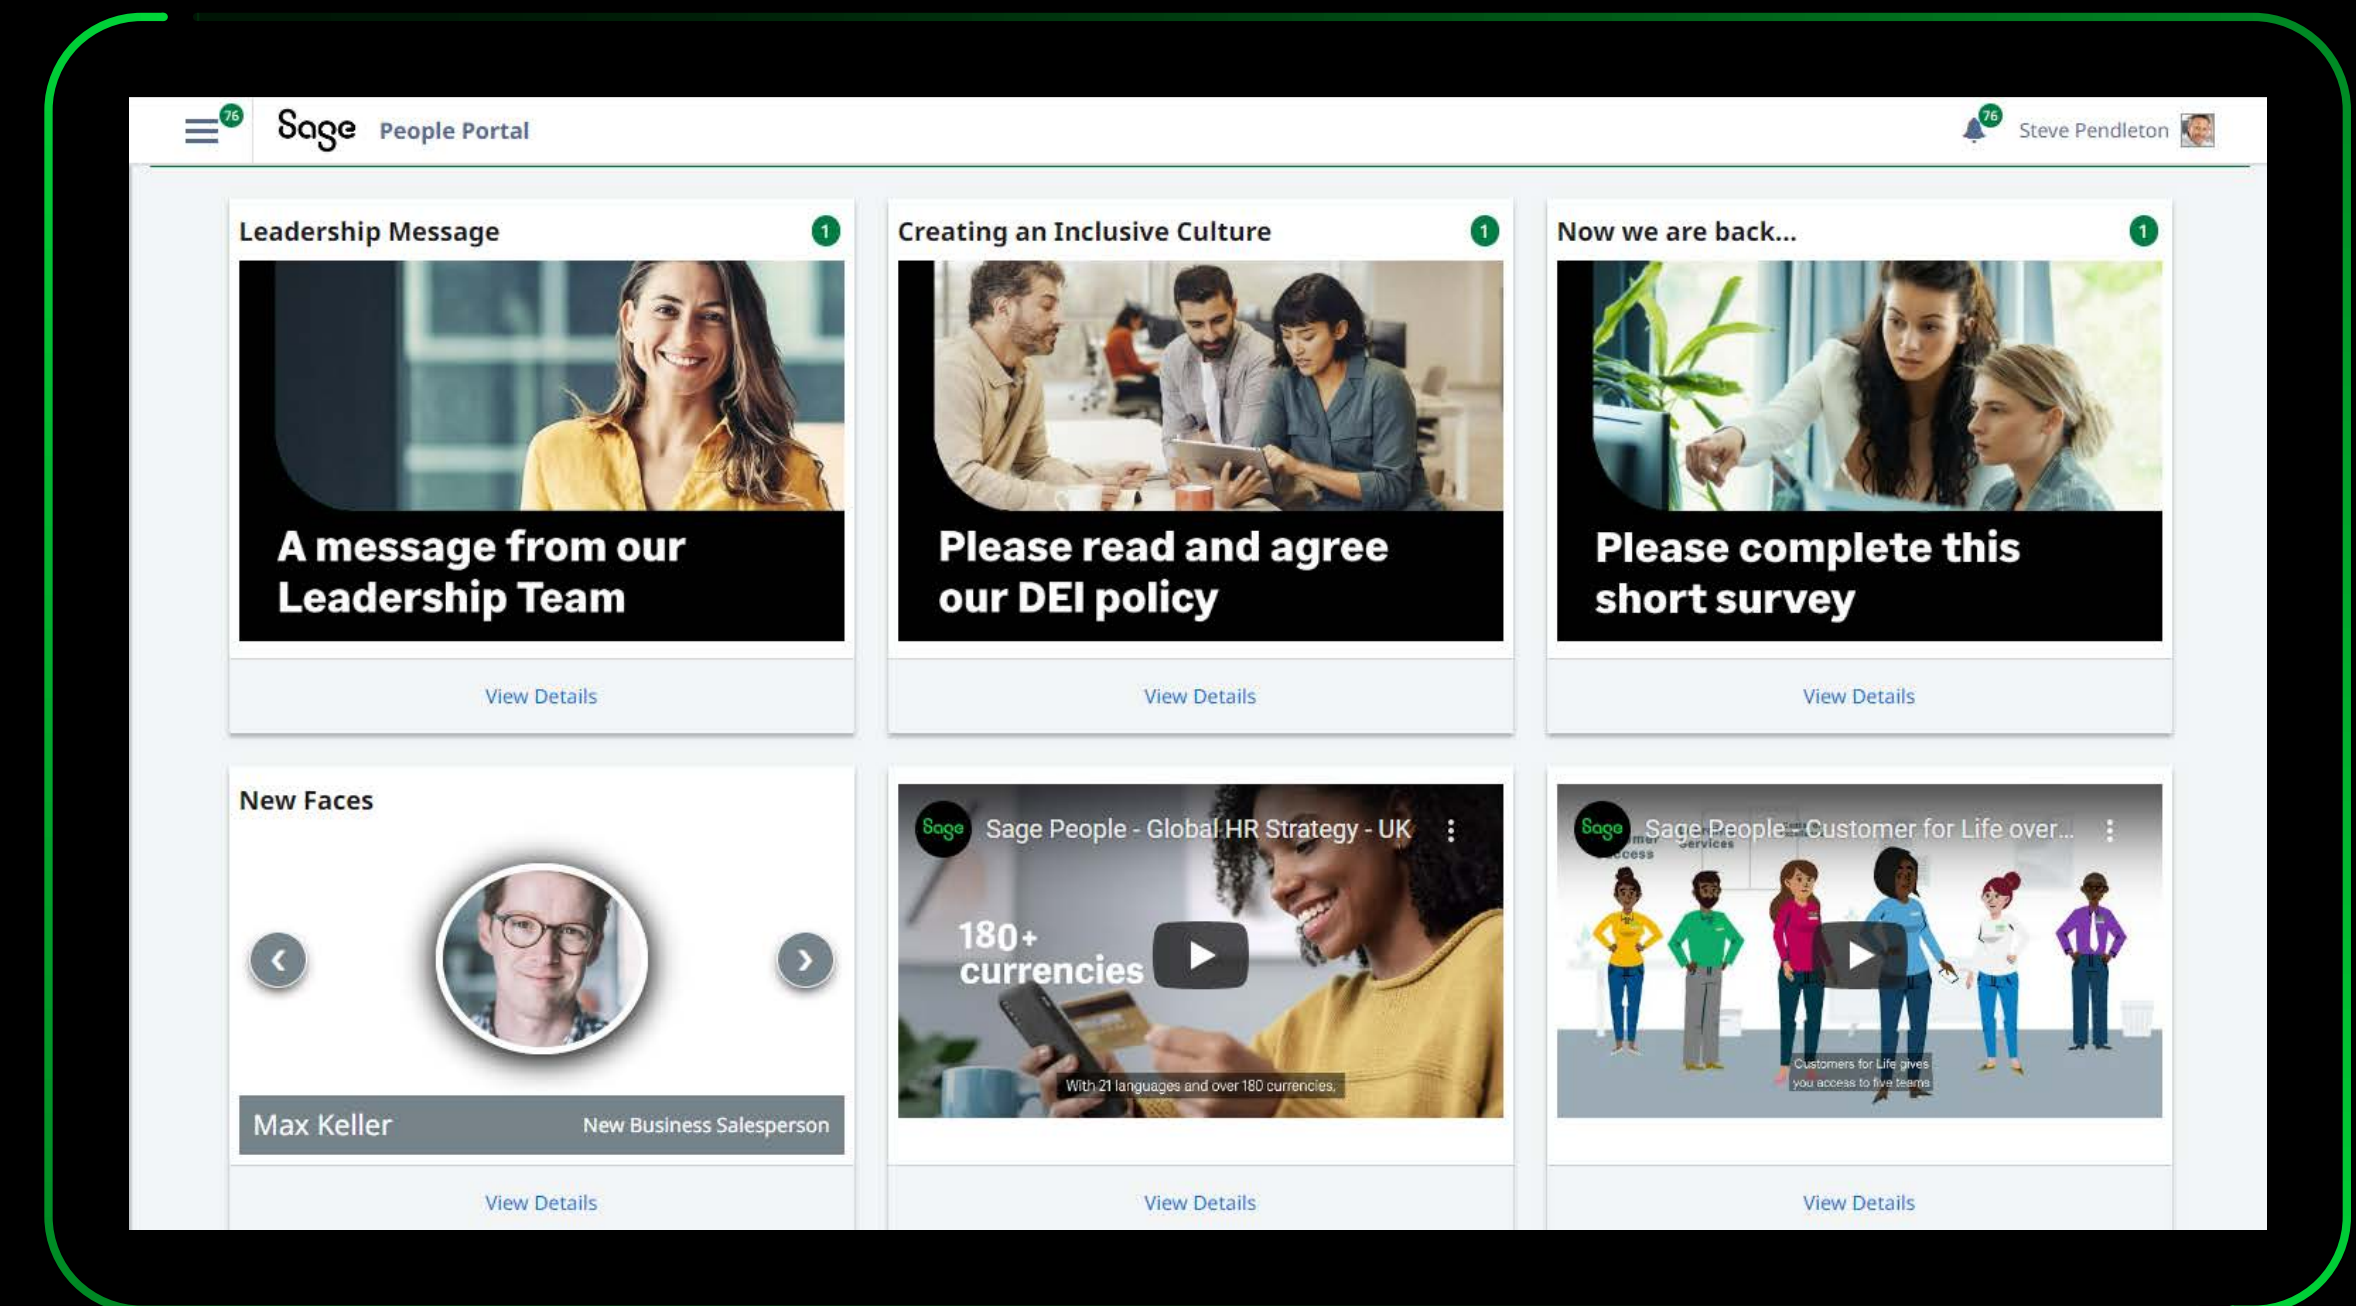 76
Sage People Portal
76
Steve Pendleton
Leadership Message 1
A message from our
Leadership Team
View Details
Creating an Inclusive Culture 1
Please read and agree
our DEI policy
View Details
Now we are back... 1
Please complete this
short survey
View Details
New Faces
Max Keller New Business Salesperson
View Details
Sage Sage People - Global HR Strategy - UK
180+
currencies
With 21 languages and over 180 currencies.
View Details
Sage Sage People - Customer for Life over...
Services
Customers for Life gives
you access to five teams
View Details